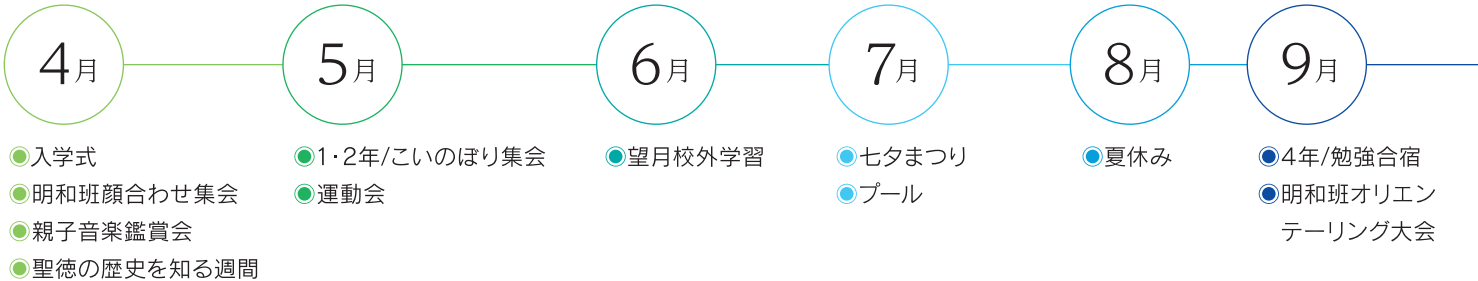 4月
●入学式
●明和班顔合わせ集会
●親子音楽鑑賞会
●聖徳の歴史を知る週間
5月
●1・2年/こいのぼり集会
●運動会
6月
●望月校外学習
7月
●七夕まつり
●プール
8月
●夏休み
9月
●4年/勉強合宿
●明和班オリエン
テーリング大会